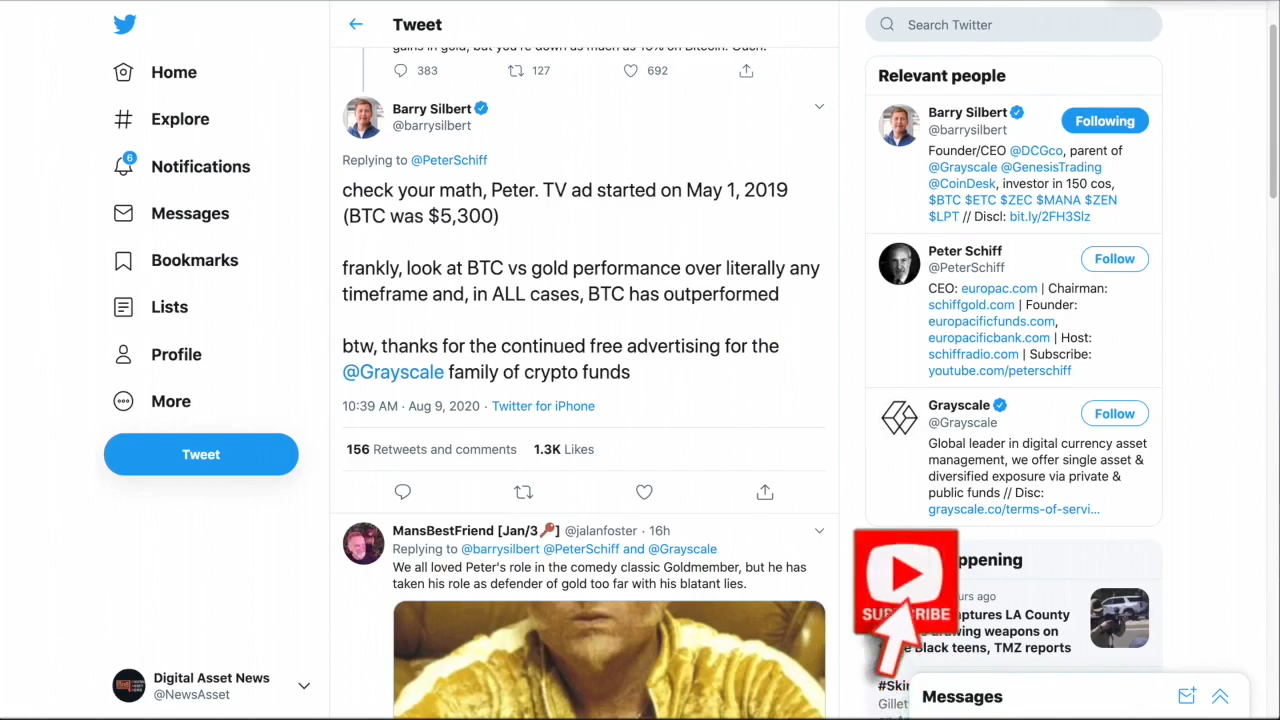 Home
Explore
6
Notifications
Messages
Bookmarks
Lists
Profile
More
Tweet
Digital Asset News
@NewsAsset
Tweet
383
127
692
Barry Silbert
@barrysilbert
Replying to @PeterSchiff
check your math, Peter. TV ad started on May 1, 2019
(BTC was $5,300)
frankly, look at BTC vs gold performance over literally any
timeframe and, in ALL cases, BTC has outperformed
btw, thanks for the continued free advertising for the
@Grayscale family of crypto funds
10:39 AM · Aug 9, 2020 · Twitter for iPhone
156 Retweets and comments 1.3K Likes
MansBestFriend [Jan/3🔑] @jalanfoster · 16h
Replying to @barrysilbert @PeterSchiff and @Grayscale
We all loved Peter's role in the comedy classic Goldmember, but he has
taken his role as defender of gold too far with his blatant lies.
Search Twitter
Relevant people
Barry Silbert
@barrysilbert
Following
Founder/CEO @DCGco, parent of
@Grayscale @GenesisTrading
@CoinDesk, investor in 150 cos,
$BTC $ETC $ZEC $MANA $ZEN
$LPT // Discl: bit.ly/2FH3Slz
Peter Schiff
@PeterSchiff
Follow
CEO: europac.com | Chairman:
schiffgold.com | Founder:
europacificfunds.com,
europacificbank.com | Host:
schiffradio.com | Subscribe:
youtube.com/peterschiff
Grayscale
@Grayscale
Follow
Global leader in digital currency asset
management, we offer single asset &
diversified exposure via private &
public funds // Disc:
grayscale.co/terms-of-servi...
ppening
urs ago
ptures LA County
wing weapons on
Black teens, TMZ reports
SUBSCRIBE
#Skin
Gillet
Messages